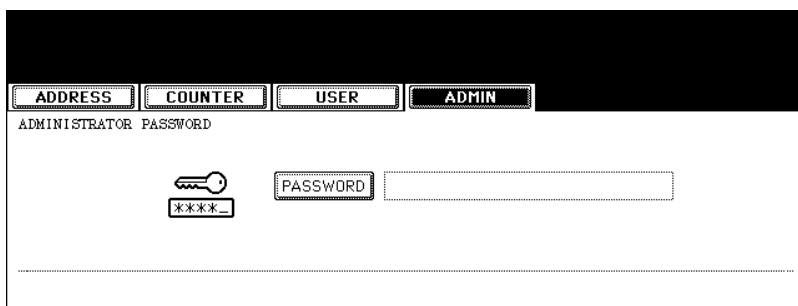 ADDRESS COUNTER USER ADMIN
ADMINISTRATOR PASSWORD
PASSWORD
****_